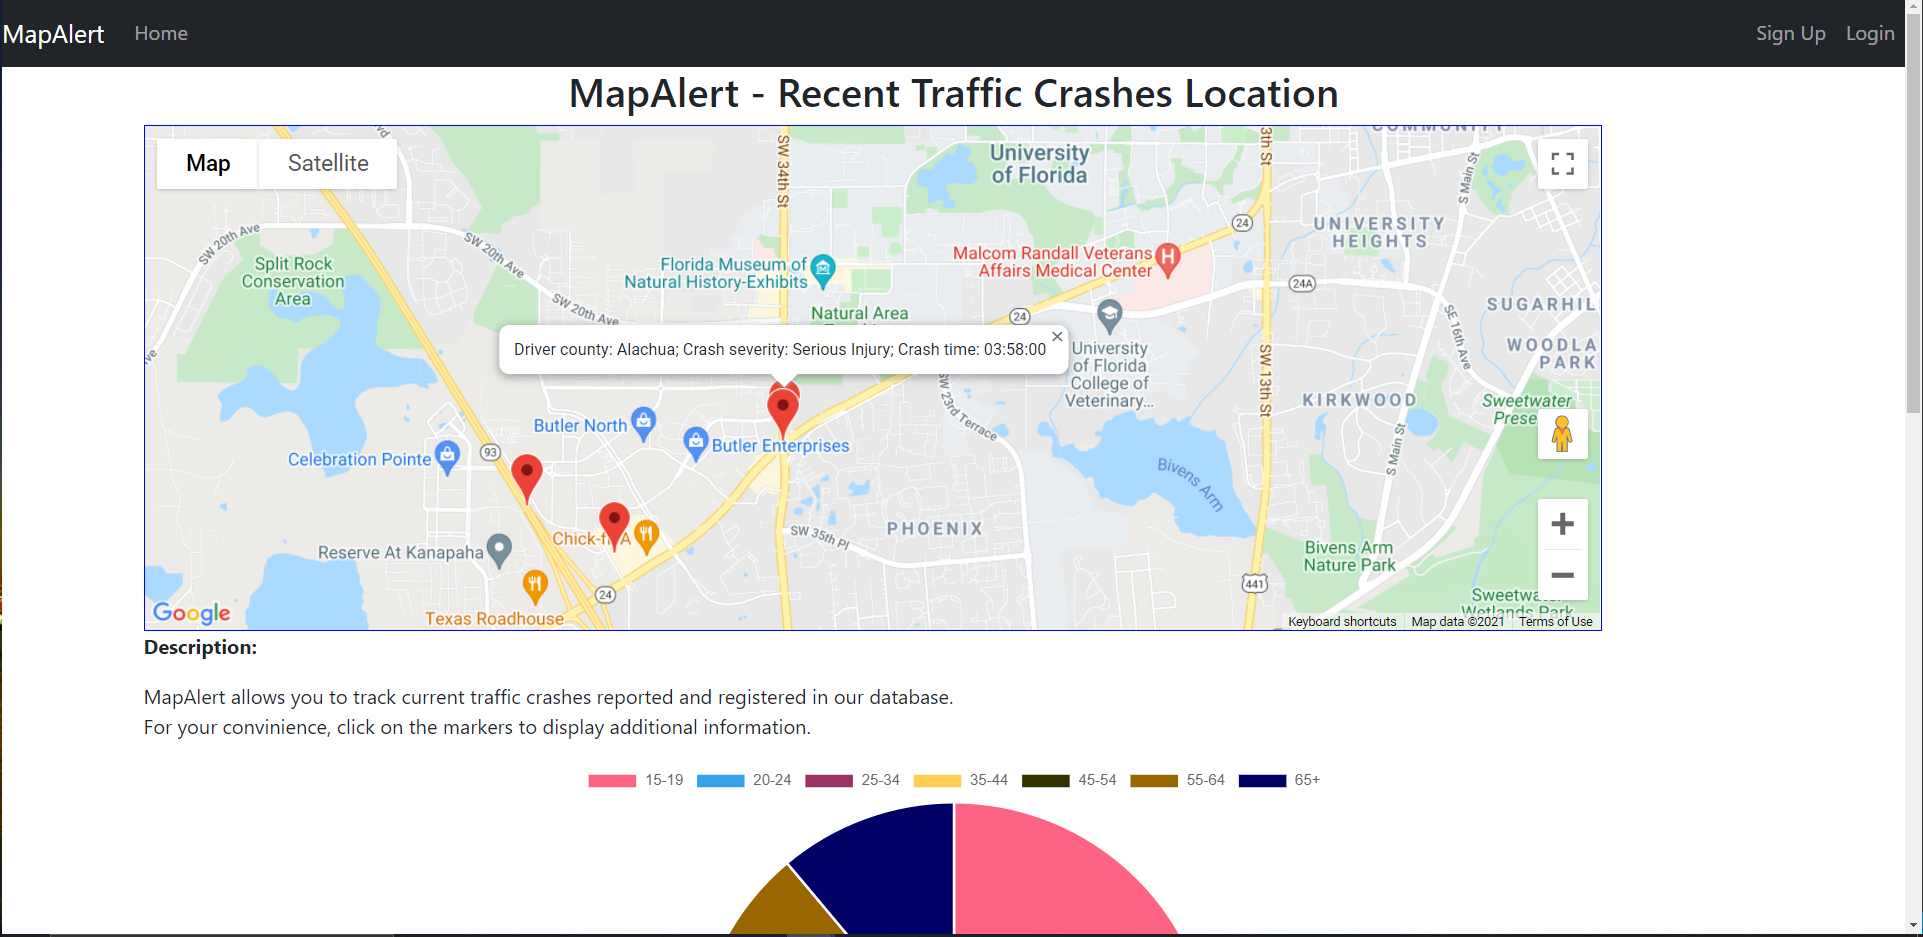 MapAlert Home Sign Up Login
MapAlert - Recent Traffic Crashes Location
Map Satellite
SW 34th St
3th St
COMMUNITY
S Main St
University
of Florida
24
UNIVERSITY
HEIGHTS
SW 20th Ave
SW 20th Ave
SW 20th Ave
Split Rock
Conservation
Area
Florida Museum of
Natural History-Exhibits
Malcom Randall Veterans
Affairs Medical Center
H
24A
SUGARHIL
Natural Area
24
SE 16th Ave
ve
Driver county: Alachua; Crash severity: Serious Injury; Crash time: 03:58:00
University
of Florida
College of
Veterinary...
WOODLA
PARK
SW 13th St
SW 23rd Terrace
KIRKWOOD
Sweetwater
Prese
Butler North
Butler Enterprises
Celebration Pointe
93
S Main St
Bivens Arm
PHOENIX
SW 35th Pl
Chick-f A
Reserve At Kanapaha
Bivens Arm
Nature Park
441
24
Sweetwa
Wetlands Park
Texas Roadhouse
Google
Keyboard shortcuts Map data ©2021 Terms of Use
Description:
MapAlert allows you to track current traffic crashes reported and registered in our database.
For your convinience, click on the markers to display additional information.
15-19 20-24 25-34 35-44 45-54 55-64 65+